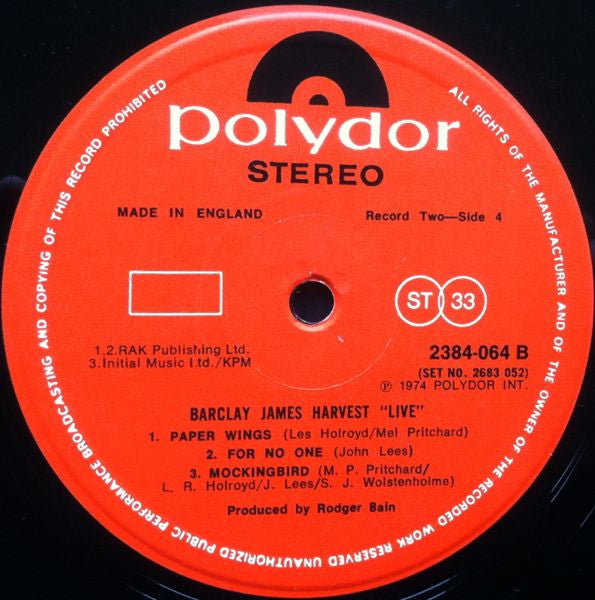 polydor
STEREO
MADE IN ENGLAND
Record Two—Side 4
ST 33
1.2.RAK Publishing Ltd.
3.Initial Music Ltd./KPM
2384-064 B
(SET NO. 2683 052)
Ⓟ 1974 POLYDOR INT.
BARCLAY JAMES HARVEST "LIVE"
1. PAPER WINGS (Les Holroyd/Mel Pritchard)
2. FOR NO ONE (John Lees)
3. MOCKINGBIRD (M. P. Pritchard/
L. R. Holroyd/J. Lees/S. J. Wolstenholme)
Produced by Rodger Bain
ALL RIGHTS OF THE MANUFACTURER AND OF THE OWNER OF THE RECORDED WORK RESERVED UNAUTHORIZED PUBLIC PERFORMANCE BROADCASTING AND COPYING OF THIS RECORD PROHIBITED